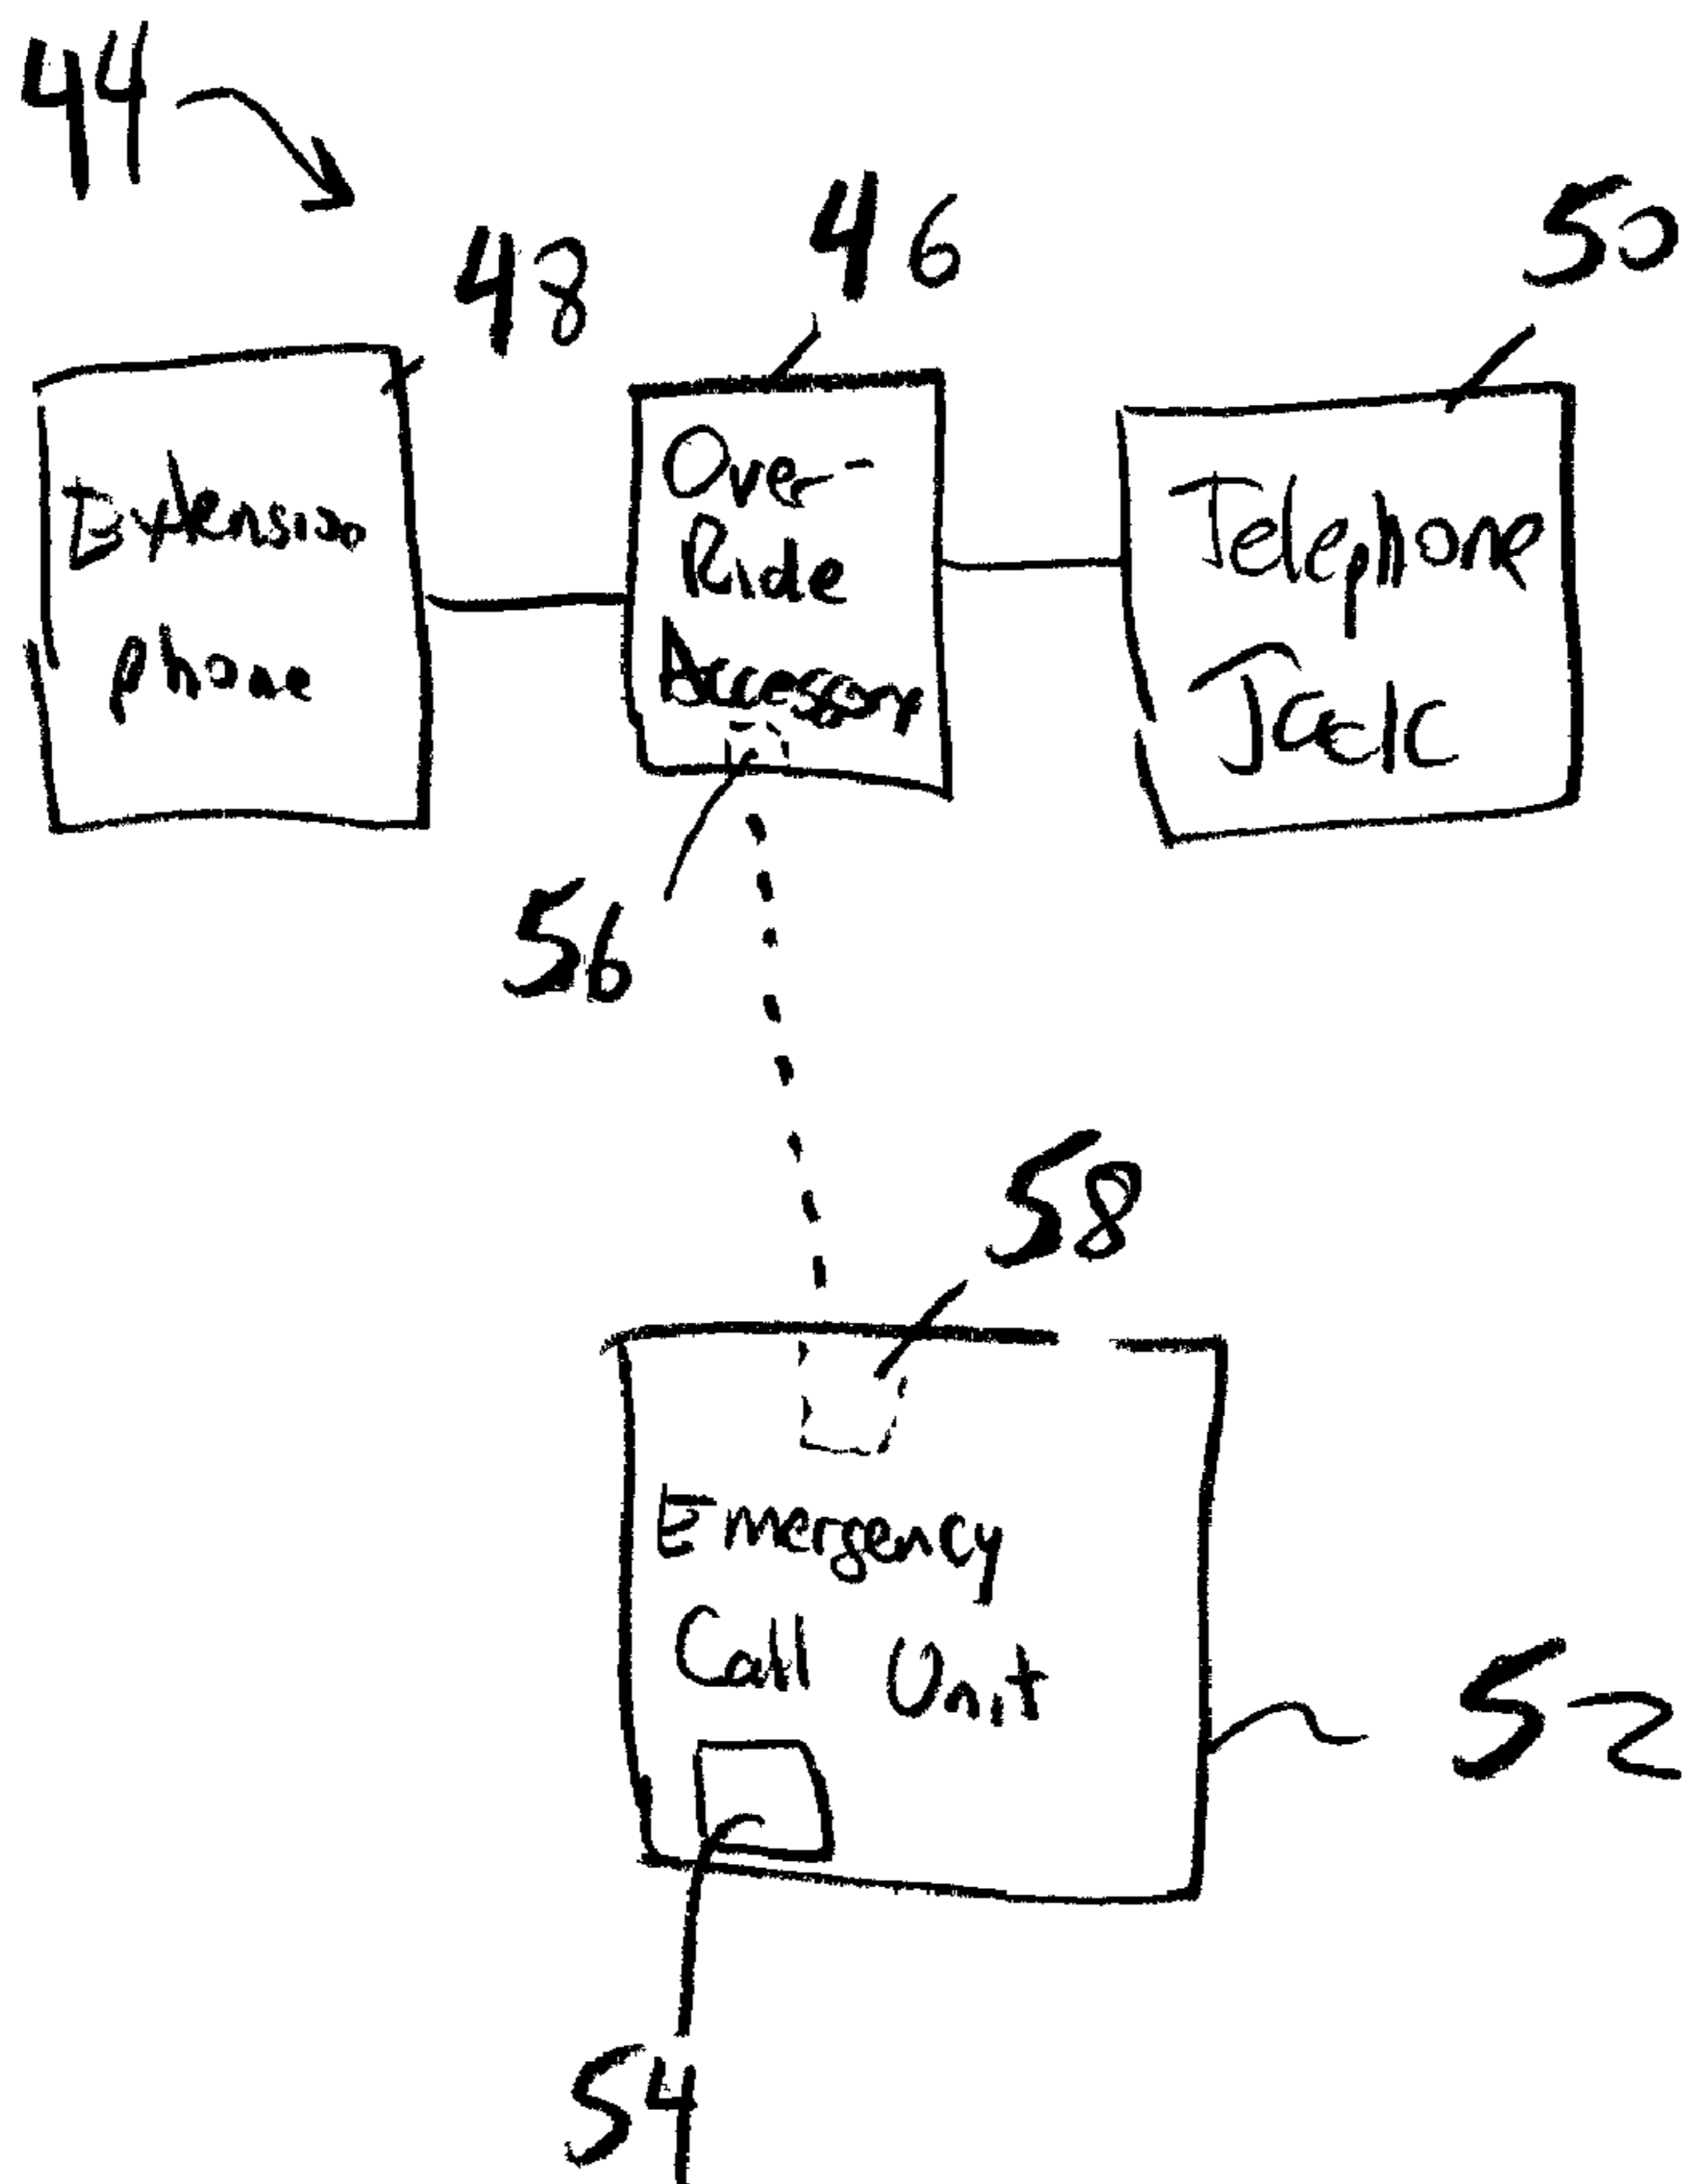 44
48
46
50
Extension
phone
Over-
Ride
Accessory
Telephone
Jack
56
58
Emergency
Call Unit
52
54